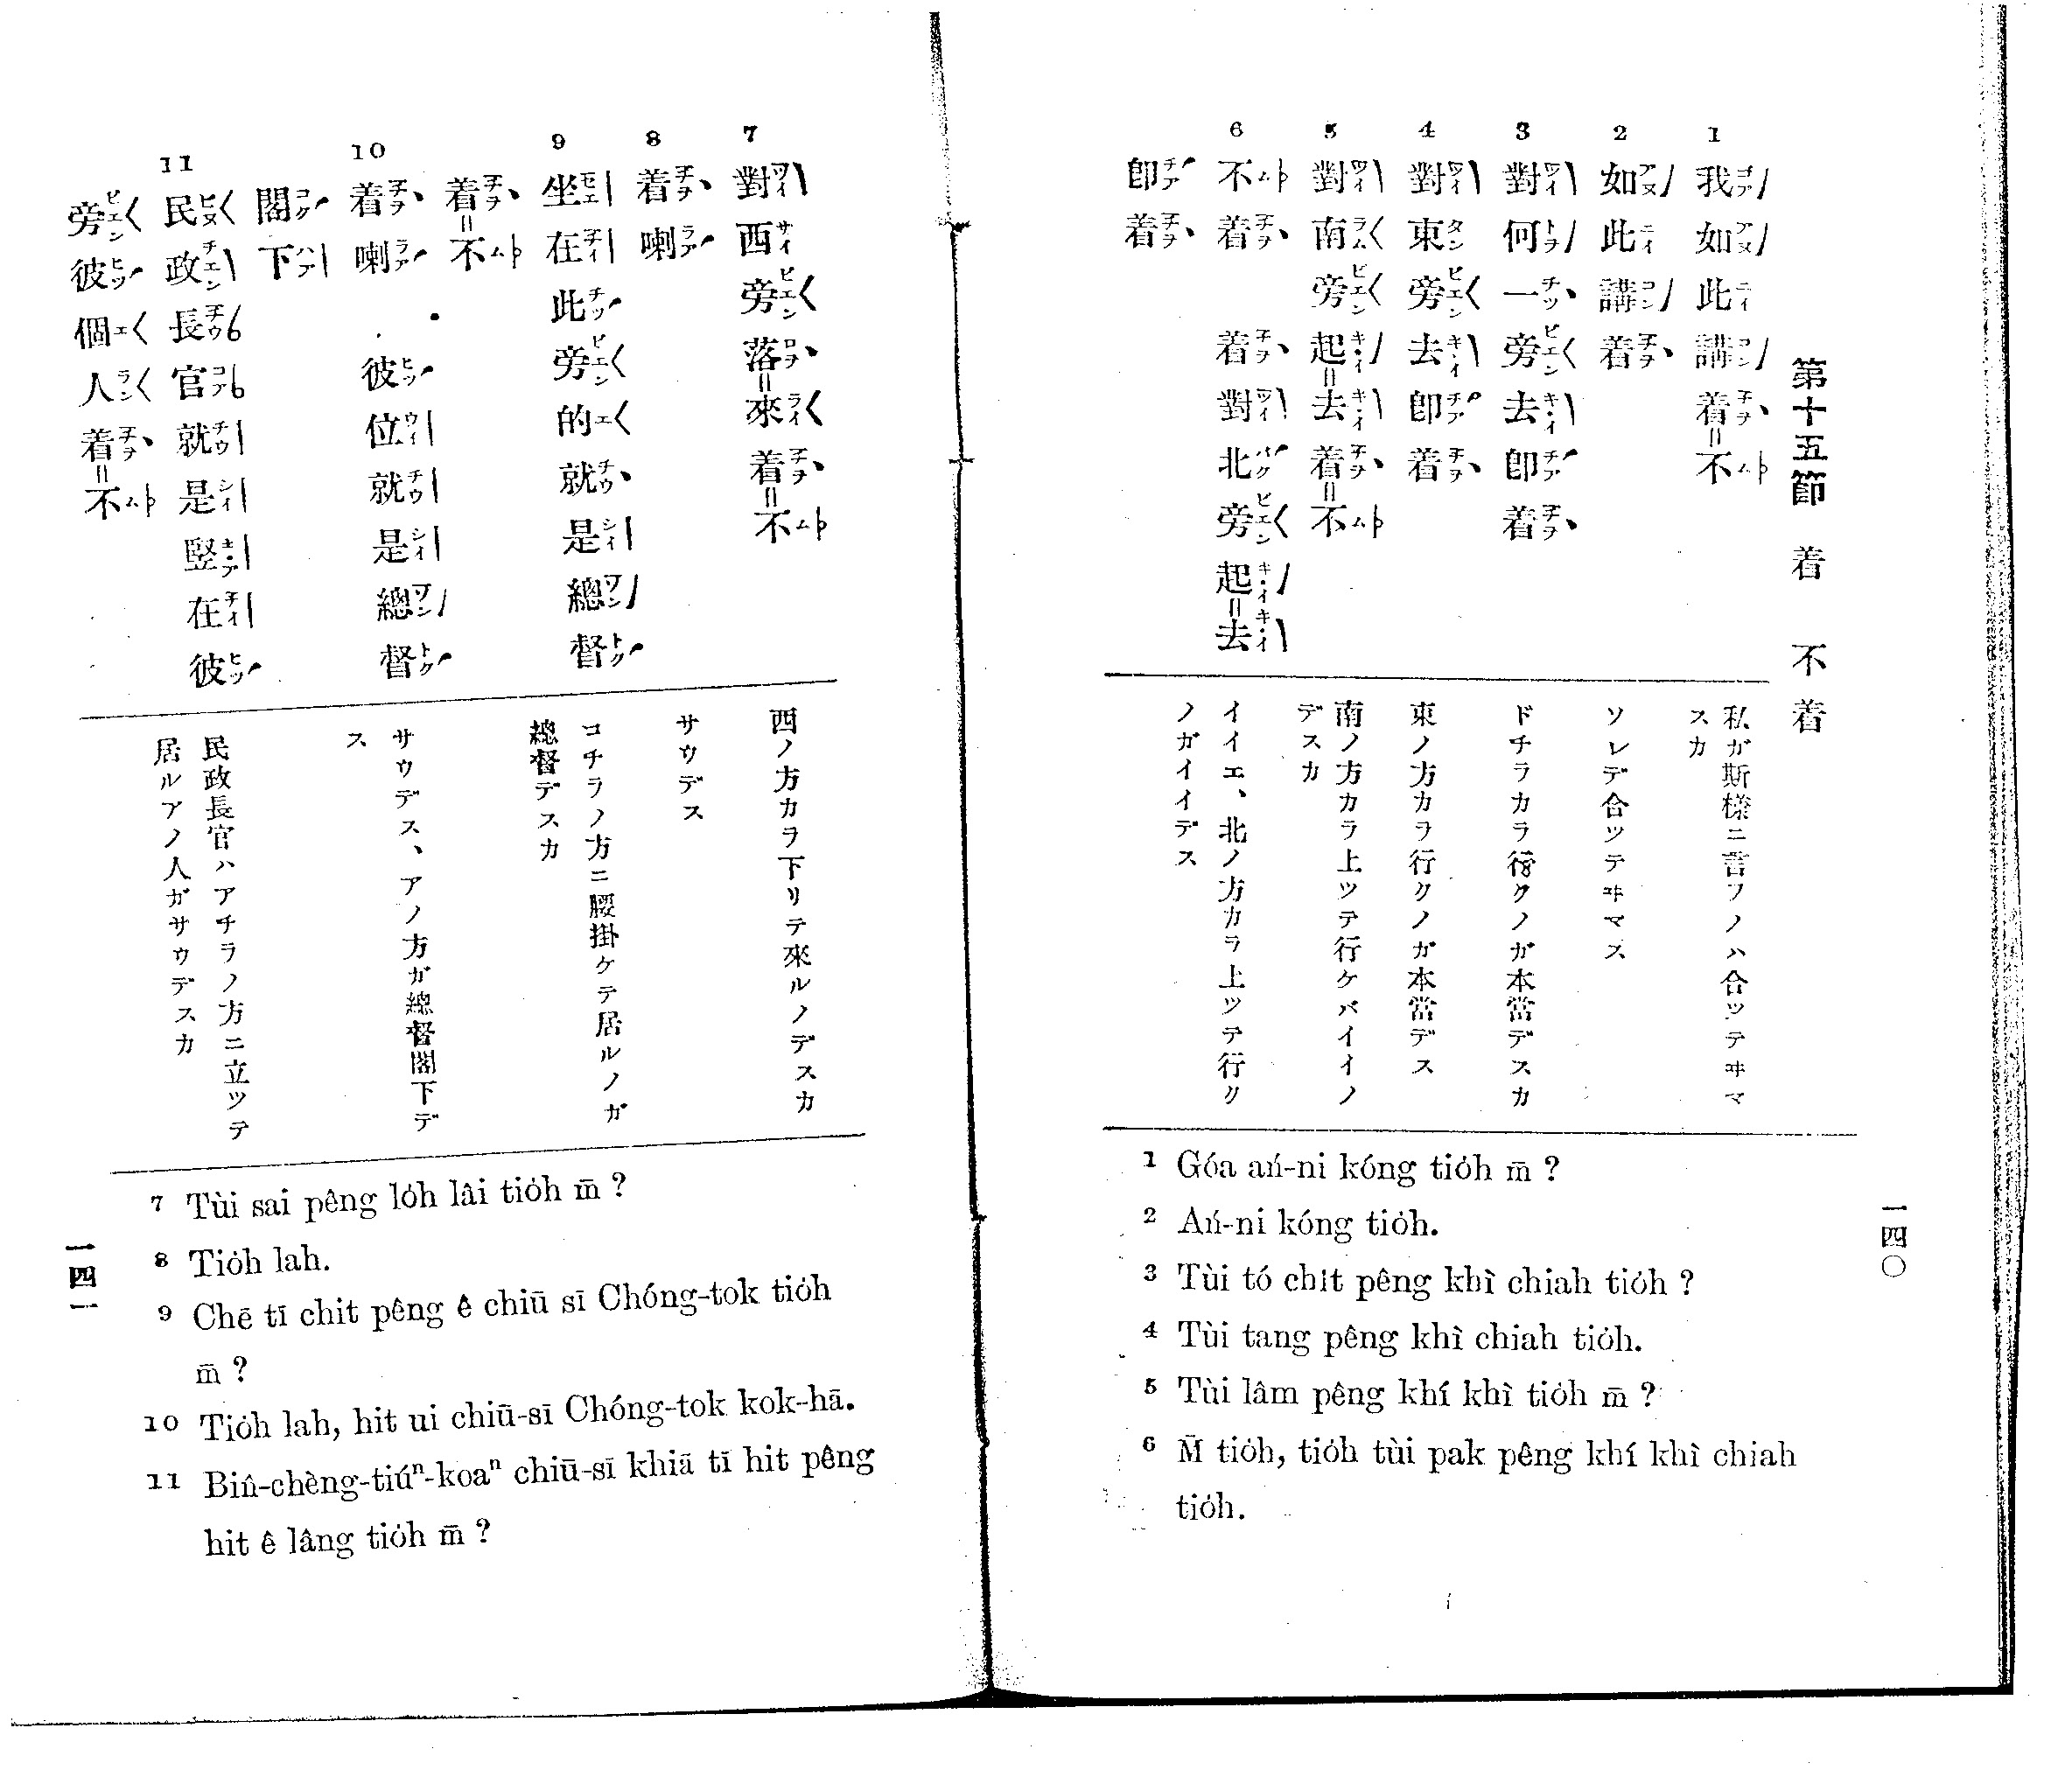 第十五節　着　不着
1 我如此講着=不
2 如此講着
3 對何一旁去卽着
4 對東旁去卽着
5 對南旁起=去着=不
6 不着　着對北旁起=去
卽着
私ガ斯樣ニ言フノハ合ツテヰマ
スカ
ソレデ合ツテヰマス
ドチラカラ行クノガ本當デスカ
東ノ方カラ行クノガ本當デス
南ノ方カラ上ツテ行ケバイイノ
デスカ
イイエ、北ノ方カラ上ツテ行ク
ノガイイデス
1 Góa ań-ni kóng tio̍h m̄ ?
2 Ań-ni kóng tio̍h.
3 Tùi tó chit pêng khì chiah tio̍h ?
4 Tùi tang pêng khì chiah tio̍h.
5 Tùi lâm pêng khí khì tio̍h m̄ ?
6 M̄ tio̍h, tio̍h tùi pak pêng khí khì chiah
tio̍h.
一四〇
7 對西旁落=來着=不
8 着喇
9 坐在此旁的就是總督
着=不
10 着喇　彼位就是總督
閣下
11 民政長官就是竪在彼
旁彼個人着=不
西ノ方カラ下リテ來ルノデスカ
サウデス
コチラノ方ニ腰掛ケテ居ルノガ
總督デスカ
サウデス、アノ方ガ總督閣下デ
ス
民政長官ハアチラノ方ニ立ツテ
居ルアノ人ガサウデスカ
7 Tùi sai pêng lo̍h lâi tio̍h m̄ ?
8 Tio̍h lah.
9 Chē tī chit pêng ê chiū sī Chóng-tok tio̍h
m̄ ?
10 Tio̍h lah, hit ui chiū-sī Chóng-tok kok-hā.
11 Bin̂-chèng-tiúⁿ-koaⁿ chiū-sī khiā tī hit pêng
hit ê lâng tio̍h m̄ ?
一四一